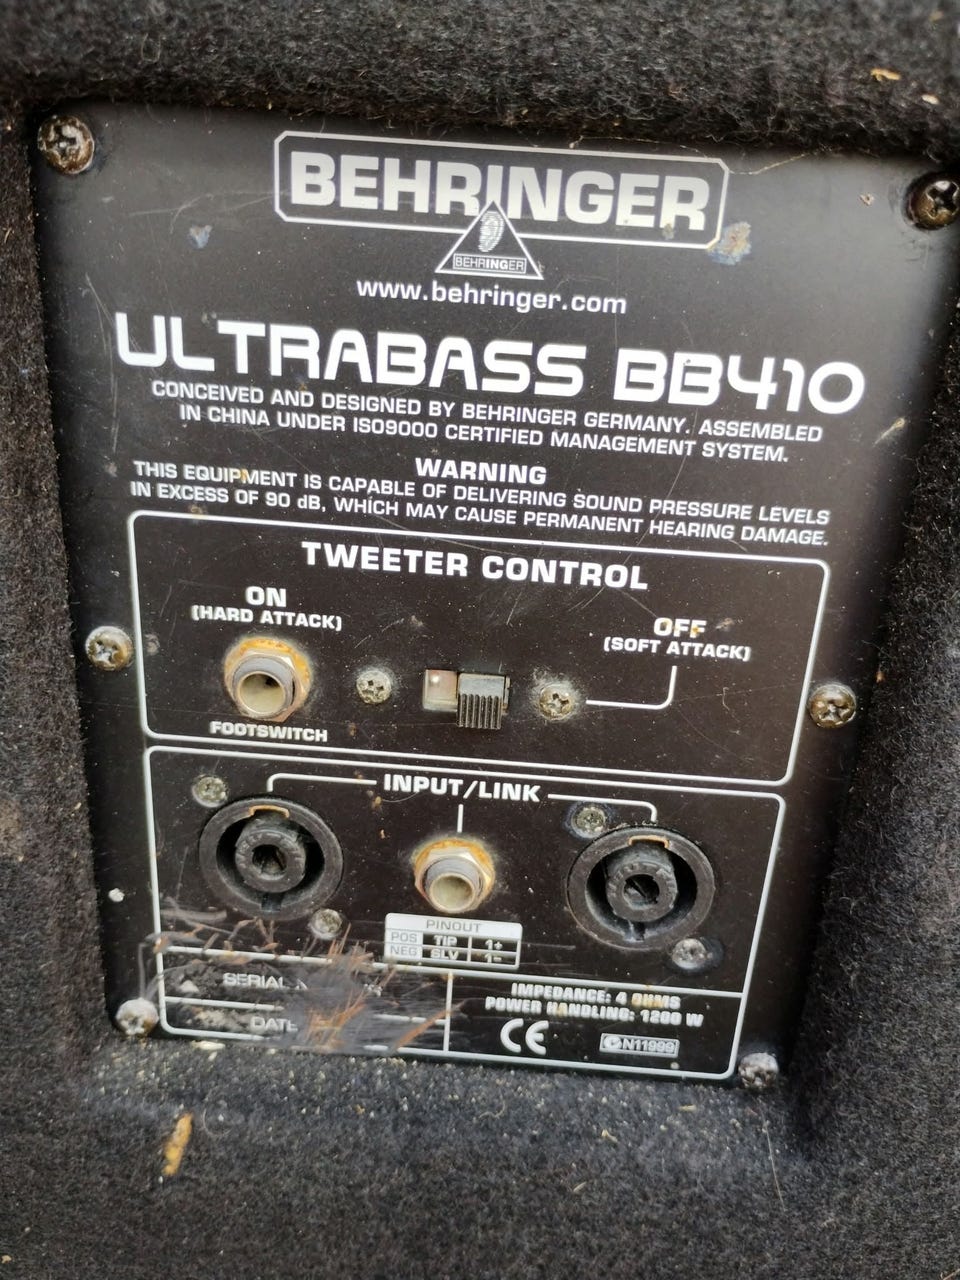 BEHRINGER
BEHRINGER
www.behringer.com
ULTRABASS BB410
CONCEIVED AND DESIGNED BY BEHRINGER GERMANY. ASSEMBLED
IN CHINA UNDER ISO9000 CERTIFIED MANAGEMENT SYSTEM.
WARNING
THIS EQUIPMENT IS CAPABLE OF DELIVERING SOUND PRESSURE LEVELS
IN EXCESS OF 90 dB, WHICH MAY CAUSE PERMANENT HEARING DAMAGE.
TWEETER CONTROL
ON
(HARD ATTACK)
OFF
(SOFT ATTACK)
FOOTSWITCH
INPUT/LINK
PINOUT
POS TIP 1+
NEG SLV 1-
SERIAL
DATE
IMPEDANCE: 4 OHMS
POWER HANDLING: 1200 W
CE
N11999